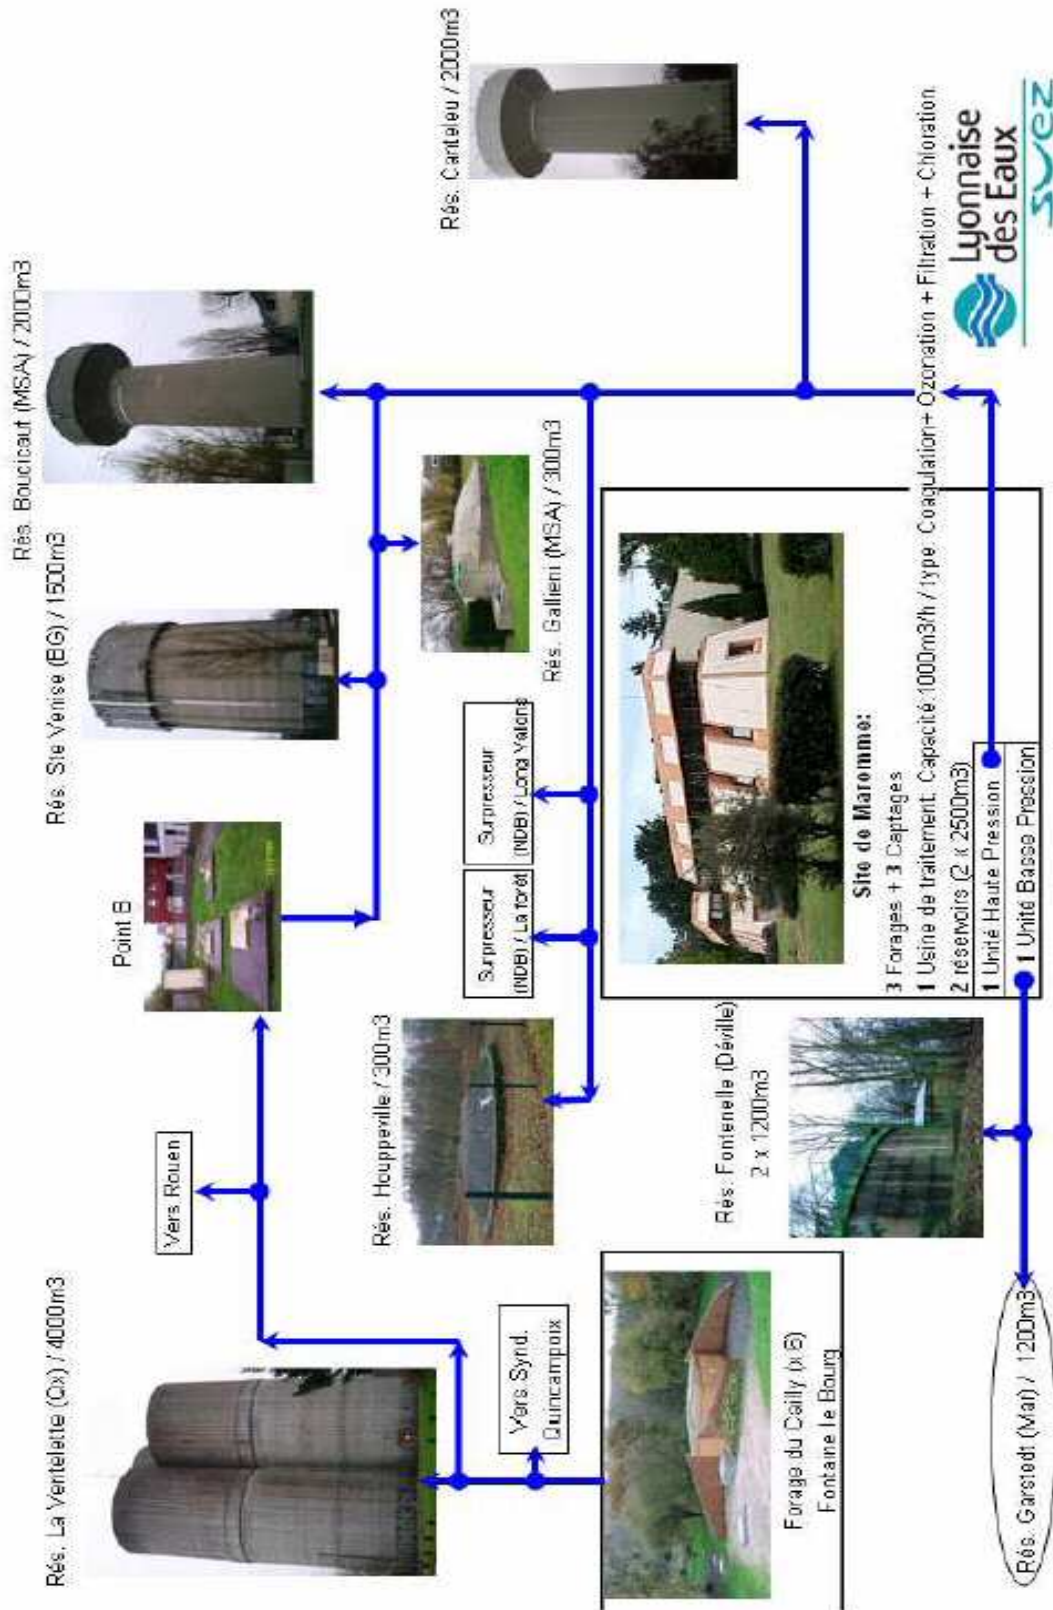 Rés. La Ventelette (Qx) / 4000m3
Vers Rouen
Point B
Rés. Ste Venise (BG) / 1500m3
Rés. Boucicaut (MSA) / 2000m3
Vers Synd.
Quincampoix
Rés. Houppeville / 300m3
Surpresseur
(NDB) / La forêt
Surpresseur
(NDB) / Long Vallons
Rés. Gallieni (MSA) / 300m3
Rés. Canteleu / 2000m3
Forage du Cailly (x 6)
Fontaine le Bourg
Rés. Fontenelle (Déville)
2 x 1200m3
Site de Maromme:
3 Forages + 3 Captages
1 Usine de traitement. Capacité:1000m3/h / type. Coagulation+ Ozonation + Filtration + Chloration
2 réservoirs (2 x 2500m3)
1 Unité Haute Pression
1 Unité Basse Pression
Rés. Garstedt (Mar) / 1200m3
Lyonnaise
des Eaux
SUEZ